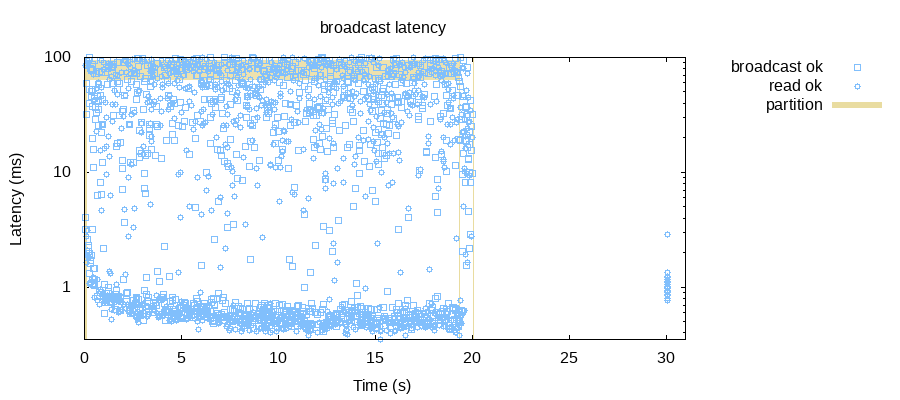 broadcast latency
100
10
1
Latency (ms)
0 5 10 15 20 25 30
Time (s)
broadcast ok
read ok
partition